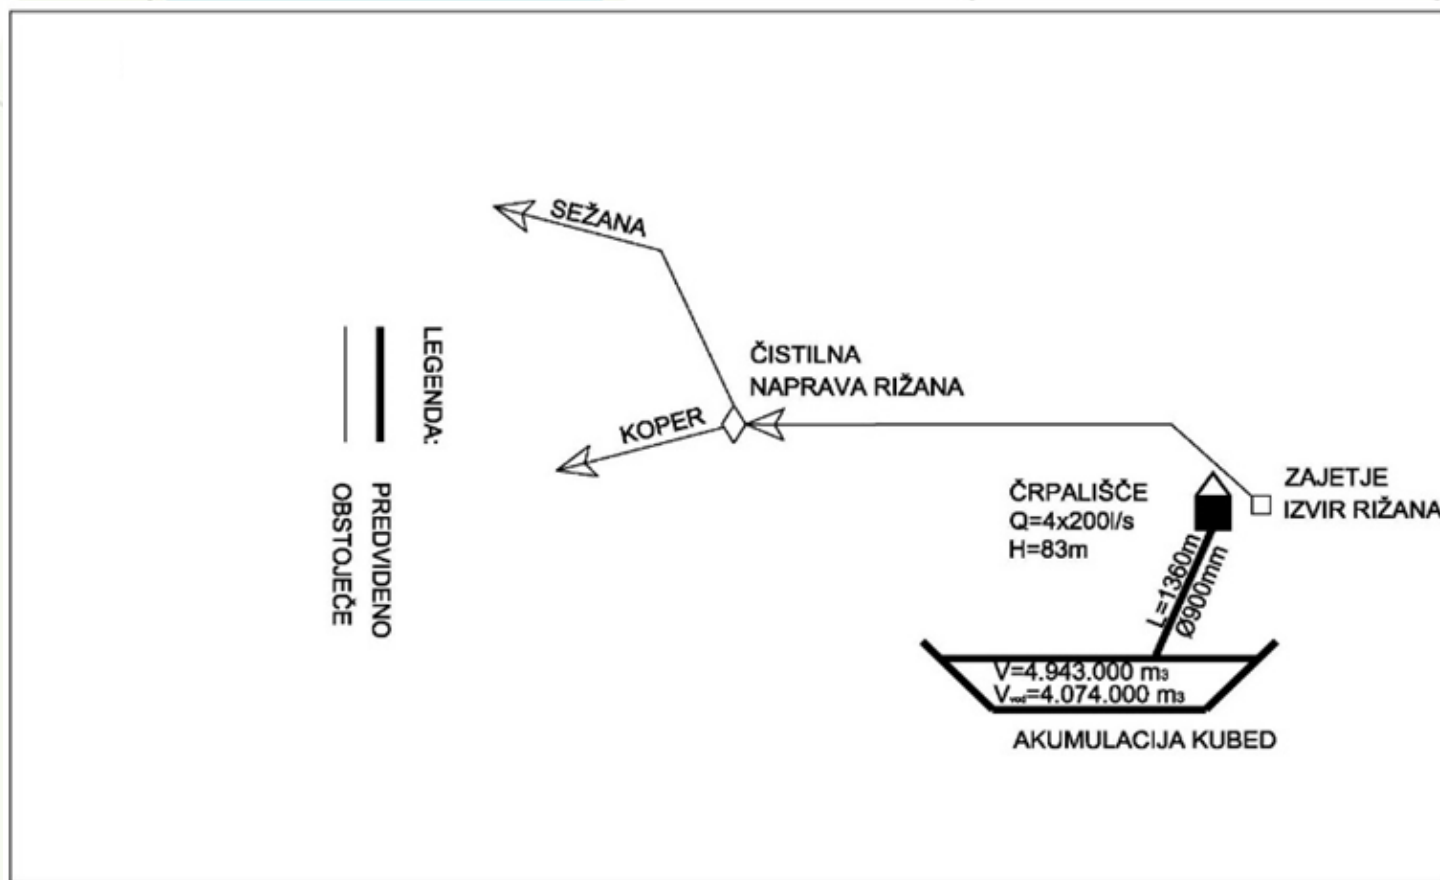 SEŽANA
ČISTILNA
NAPRAVA RIŽANA
KOPER
LEGENDA:
PREDVIDENO
OBSTOJEČE
ČRPALIŠČE
Q=4x200l/s
H=83m
ZAJETJE
IZVIR RIŽANA
L=1360m
Ø900mm
V=4.943.000 m3
Vvod=4.074.000 m3
AKUMULACIJA KUBED